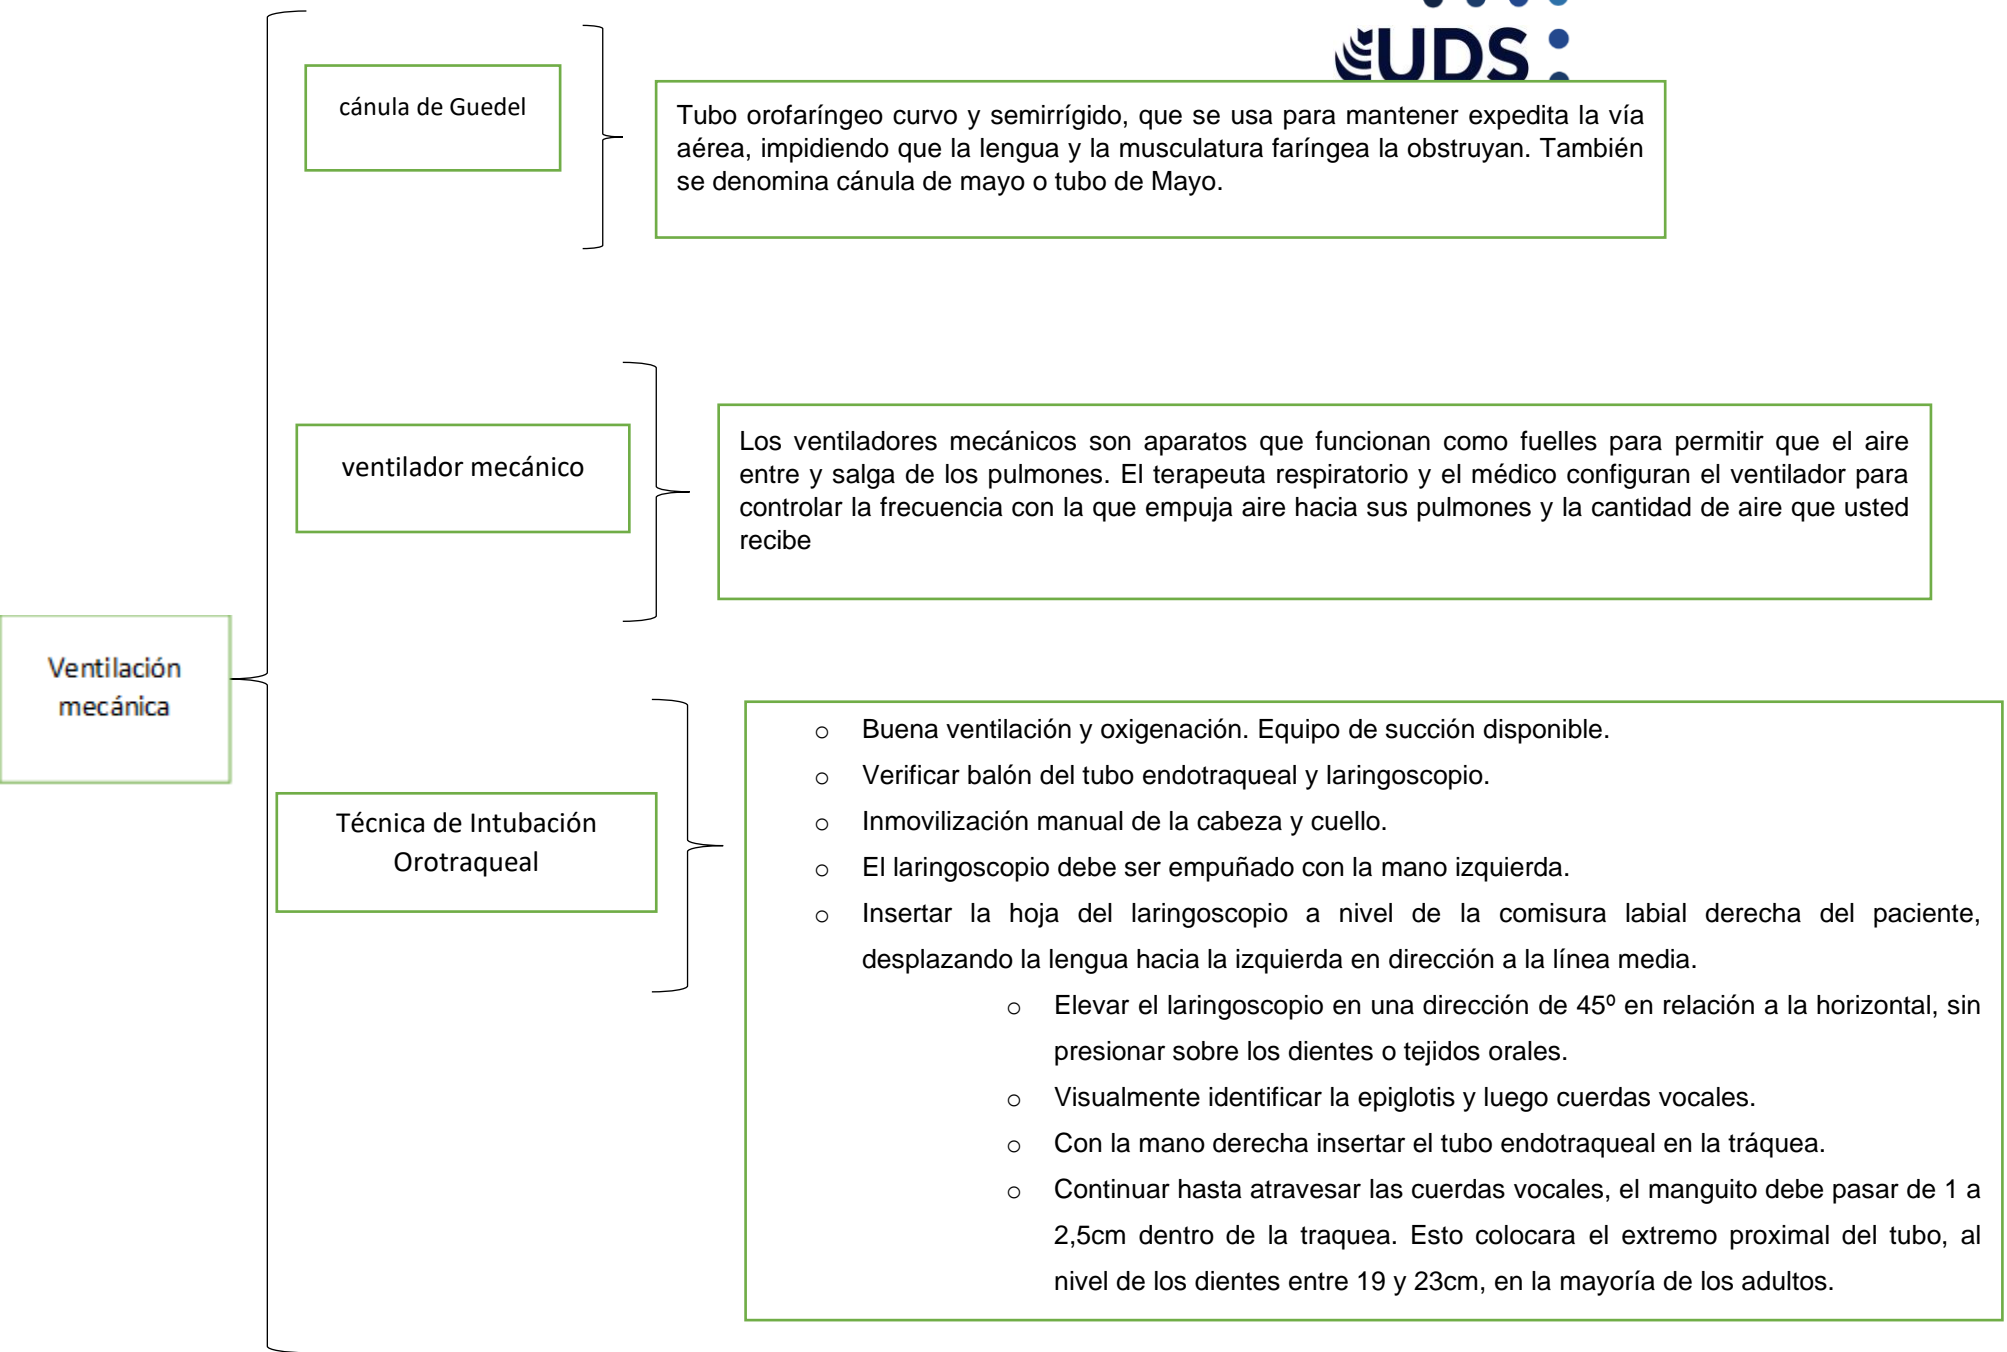 UDS
cánula de Guedel
Tubo orofaríngeo curvo y semirrígido, que se usa para mantener expedita la vía
aérea, impidiendo que la lengua y la musculatura faríngea la obstruyan. También
se denomina cánula de mayo o tubo de Mayo.
ventilador mecánico
Los ventiladores mecánicos son aparatos que funcionan como fuelles para permitir que el aire
entre y salga de los pulmones. El terapeuta respiratorio y el médico configuran el ventilador para
controlar la frecuencia con la que empuja aire hacia sus pulmones y la cantidad de aire que usted
recibe
Ventilación
mecánica
Técnica de Intubación
Orotraqueal
o Buena ventilación y oxigenación. Equipo de succión disponible.
o Verificar balón del tubo endotraqueal y laringoscopio.
o Inmovilización manual de la cabeza y cuello.
o El laringoscopio debe ser empuñado con la mano izquierda.
o Insertar la hoja del laringoscopio a nivel de la comisura labial derecha del paciente,
desplazando la lengua hacia la izquierda en dirección a la línea media.
o Elevar el laringoscopio en una dirección de 45º en relación a la horizontal, sin
presionar sobre los dientes o tejidos orales.
o Visualmente identificar la epiglotis y luego cuerdas vocales.
o Con la mano derecha insertar el tubo endotraqueal en la tráquea.
o Continuar hasta atravesar las cuerdas vocales, el manguito debe pasar de 1 a
2,5cm dentro de la traquea. Esto colocara el extremo proximal del tubo, al
nivel de los dientes entre 19 y 23cm, en la mayoría de los adultos.